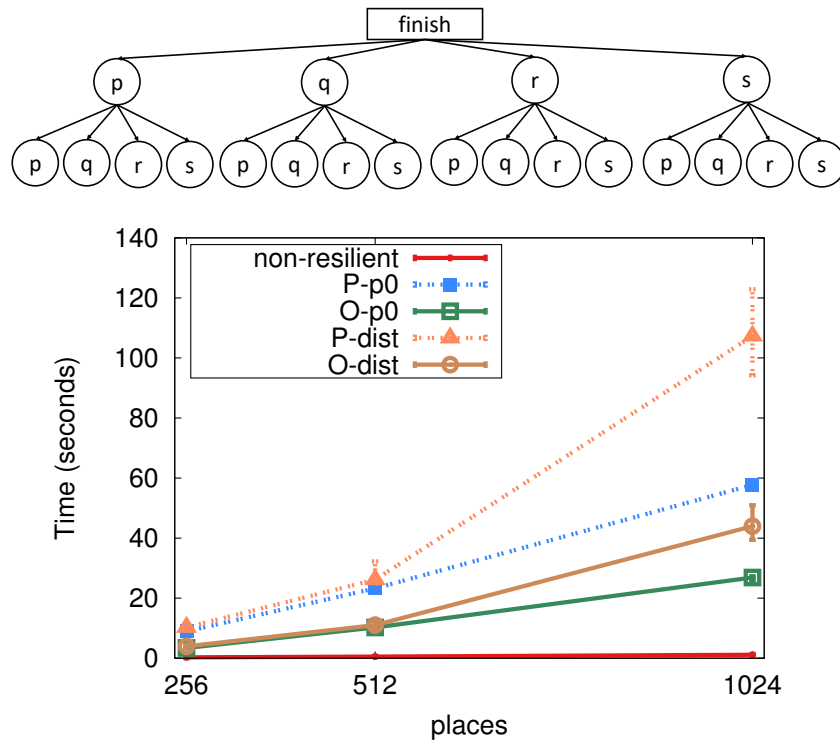 finish
p q r s
p q r s p q r s p q r s p q r s
140
120
100
80
60
40
20
0
Time (seconds)
non-resilient
P-p0
O-p0
P-dist
O-dist
256 512 1024
places